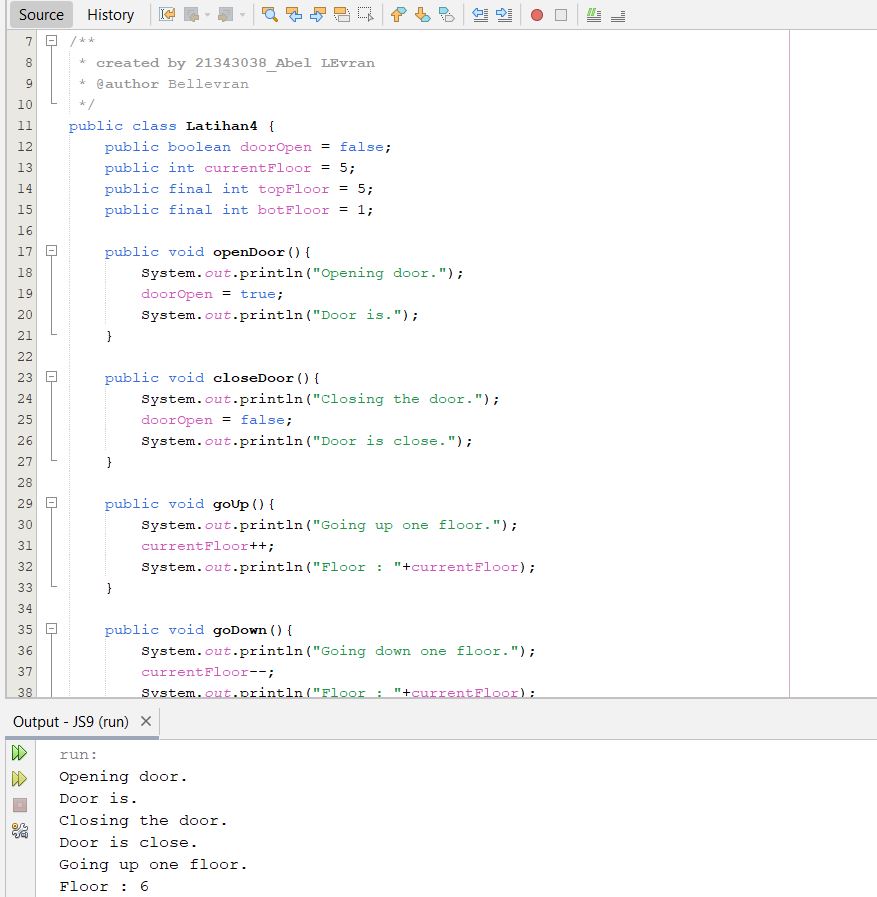 Source History
7 /**
8 * created by 21343038_Abel LEvran
9 * @author Bellevran
10 */
11 public class Latihan4 {
12 public boolean doorOpen = false;
13 public int currentFloor = 5;
14 public final int topFloor = 5;
15 public final int botFloor = 1;
16
17 public void openDoor(){
18 System.out.println("Opening door.");
19 doorOpen = true;
20 System.out.println("Door is.");
21 }
22
23 public void closeDoor(){
24 System.out.println("Closing the door.");
25 doorOpen = false;
26 System.out.println("Door is close.");
27 }
28
29 public void goUp(){
30 System.out.println("Going up one floor.");
31 currentFloor++;
32 System.out.println("Floor : "+currentFloor);
33 }
34
35 public void goDown(){
36 System.out.println("Going down one floor.");
37 currentFloor--;
38 System.out.println("Floor : "+currentFloor);
Output - JS9 (run) ×
run:
Opening door.
Door is.
Closing the door.
Door is close.
Going up one floor.
Floor : 6